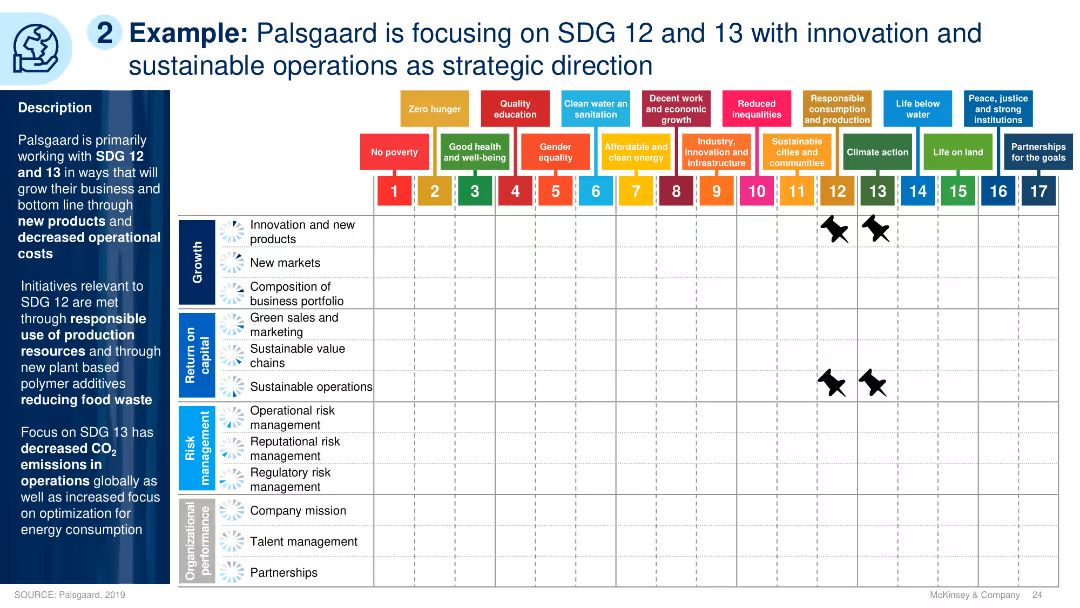 2 Example: Palsgaard is focusing on SDG 12 and 13 with innovation and
sustainable operations as strategic direction
Description
Palsgaard is primarily
working with SDG 12
and 13 in ways that will
grow their business and
bottom line through
new products and
decreased operational
costs
Initiatives relevant to
SDG 12 are met
through responsible
use of production
resources and through
new plant based
polymer additives
reducing food waste
Focus on SDG 13 has
decreased CO2
emissions in
operations globally as
well as increased focus
on optimization for
energy consumption
Zero hunger
Quality
education
Clean water an
sanitation
Decent work
and economic
growth
Reduced
inequalities
Responsible
consumption
and production
Life below
water
Peace, justice
and strong
institutions
No poverty
Good health
and well-being
Gender
equality
Affordable and
clean energy
Industry,
innovation and
infrastructure
Sustainable
cities and
communities
Climate action
Life on land
Partnerships
for the goals
1 2 3 4 5 6 7 8 9 10 11 12 13 14 15 16 17
Growth
Innovation and new
products
New markets
Composition of
business portfolio
Return on
capital
Green sales and
marketing
Sustainable value
chains
Sustainable operations
Risk
management
Operational risk
management
Reputational risk
management
Regulatory risk
management
Organizational
performance
Company mission
Talent management
Partnerships
SOURCE: Palsgaard, 2019
McKinsey & Company 24